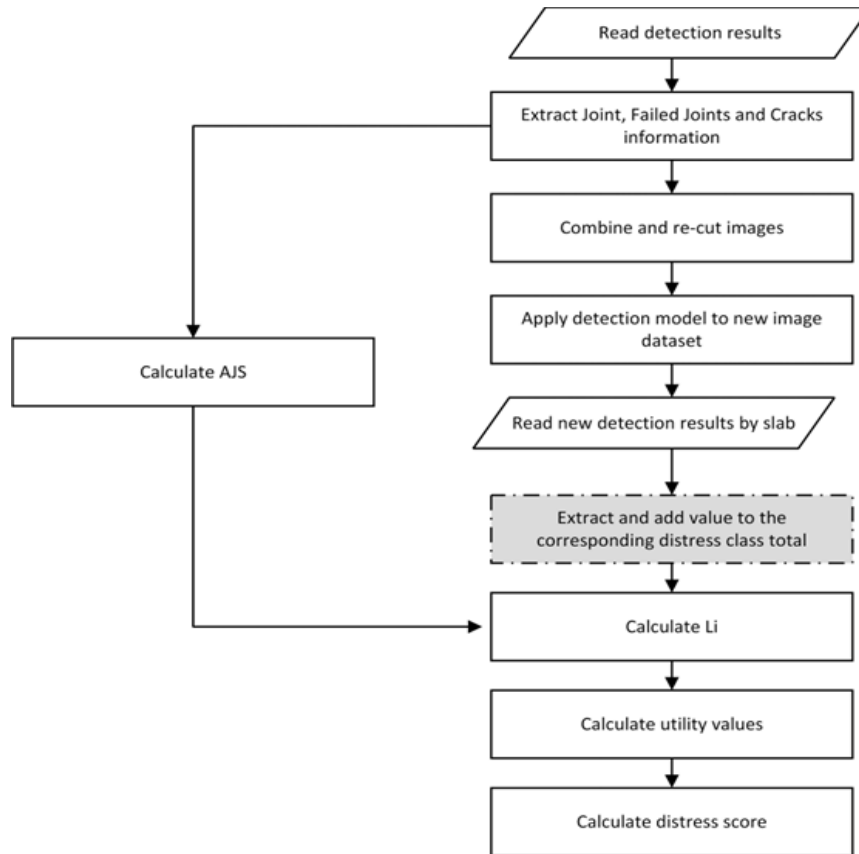 Read detection results
Extract Joint, Failed Joints and Cracks
information
Combine and re-cut images
Apply detection model to new image
dataset
Calculate AJS
Read new detection results by slab
Extract and add value to the
corresponding distress class total
Calculate Li
Calculate utility values
Calculate distress score